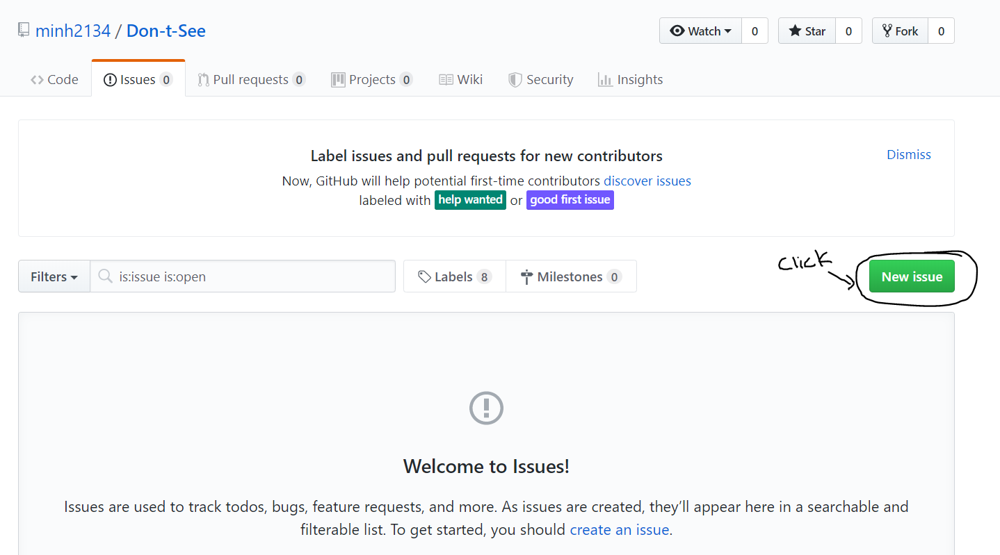 minh2134 / Don-t-See
Watch 0 Star 0 Fork 0
Code Issues 0 Pull requests 0 Projects 0 Wiki Security Insights
Label issues and pull requests for new contributors
Dismiss
Now, GitHub will help potential first-time contributors discover issues
labeled with help wanted or good first issue
click
Filters is:issue is:open Labels 8 Milestones 0 New issue
Welcome to Issues!
Issues are used to track todos, bugs, feature requests, and more. As issues are created, they’ll appear here in a searchable and
filterable list. To get started, you should create an issue.